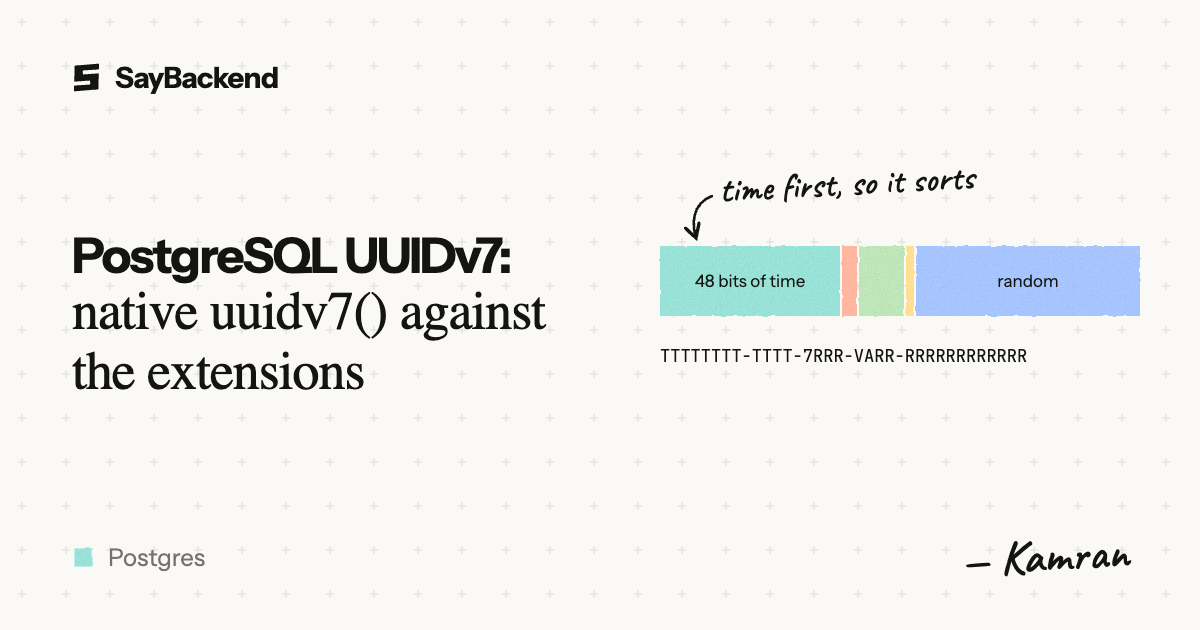 SayBackend
PostgreSQL UUIDv7:
native uuidv7() against
the extensions
time first, so it sorts
48 bits of time
random
TTTTTTTT-TTTT-7RRR-VARR-RRRRRRRRRRRR
Postgres
— Kamran